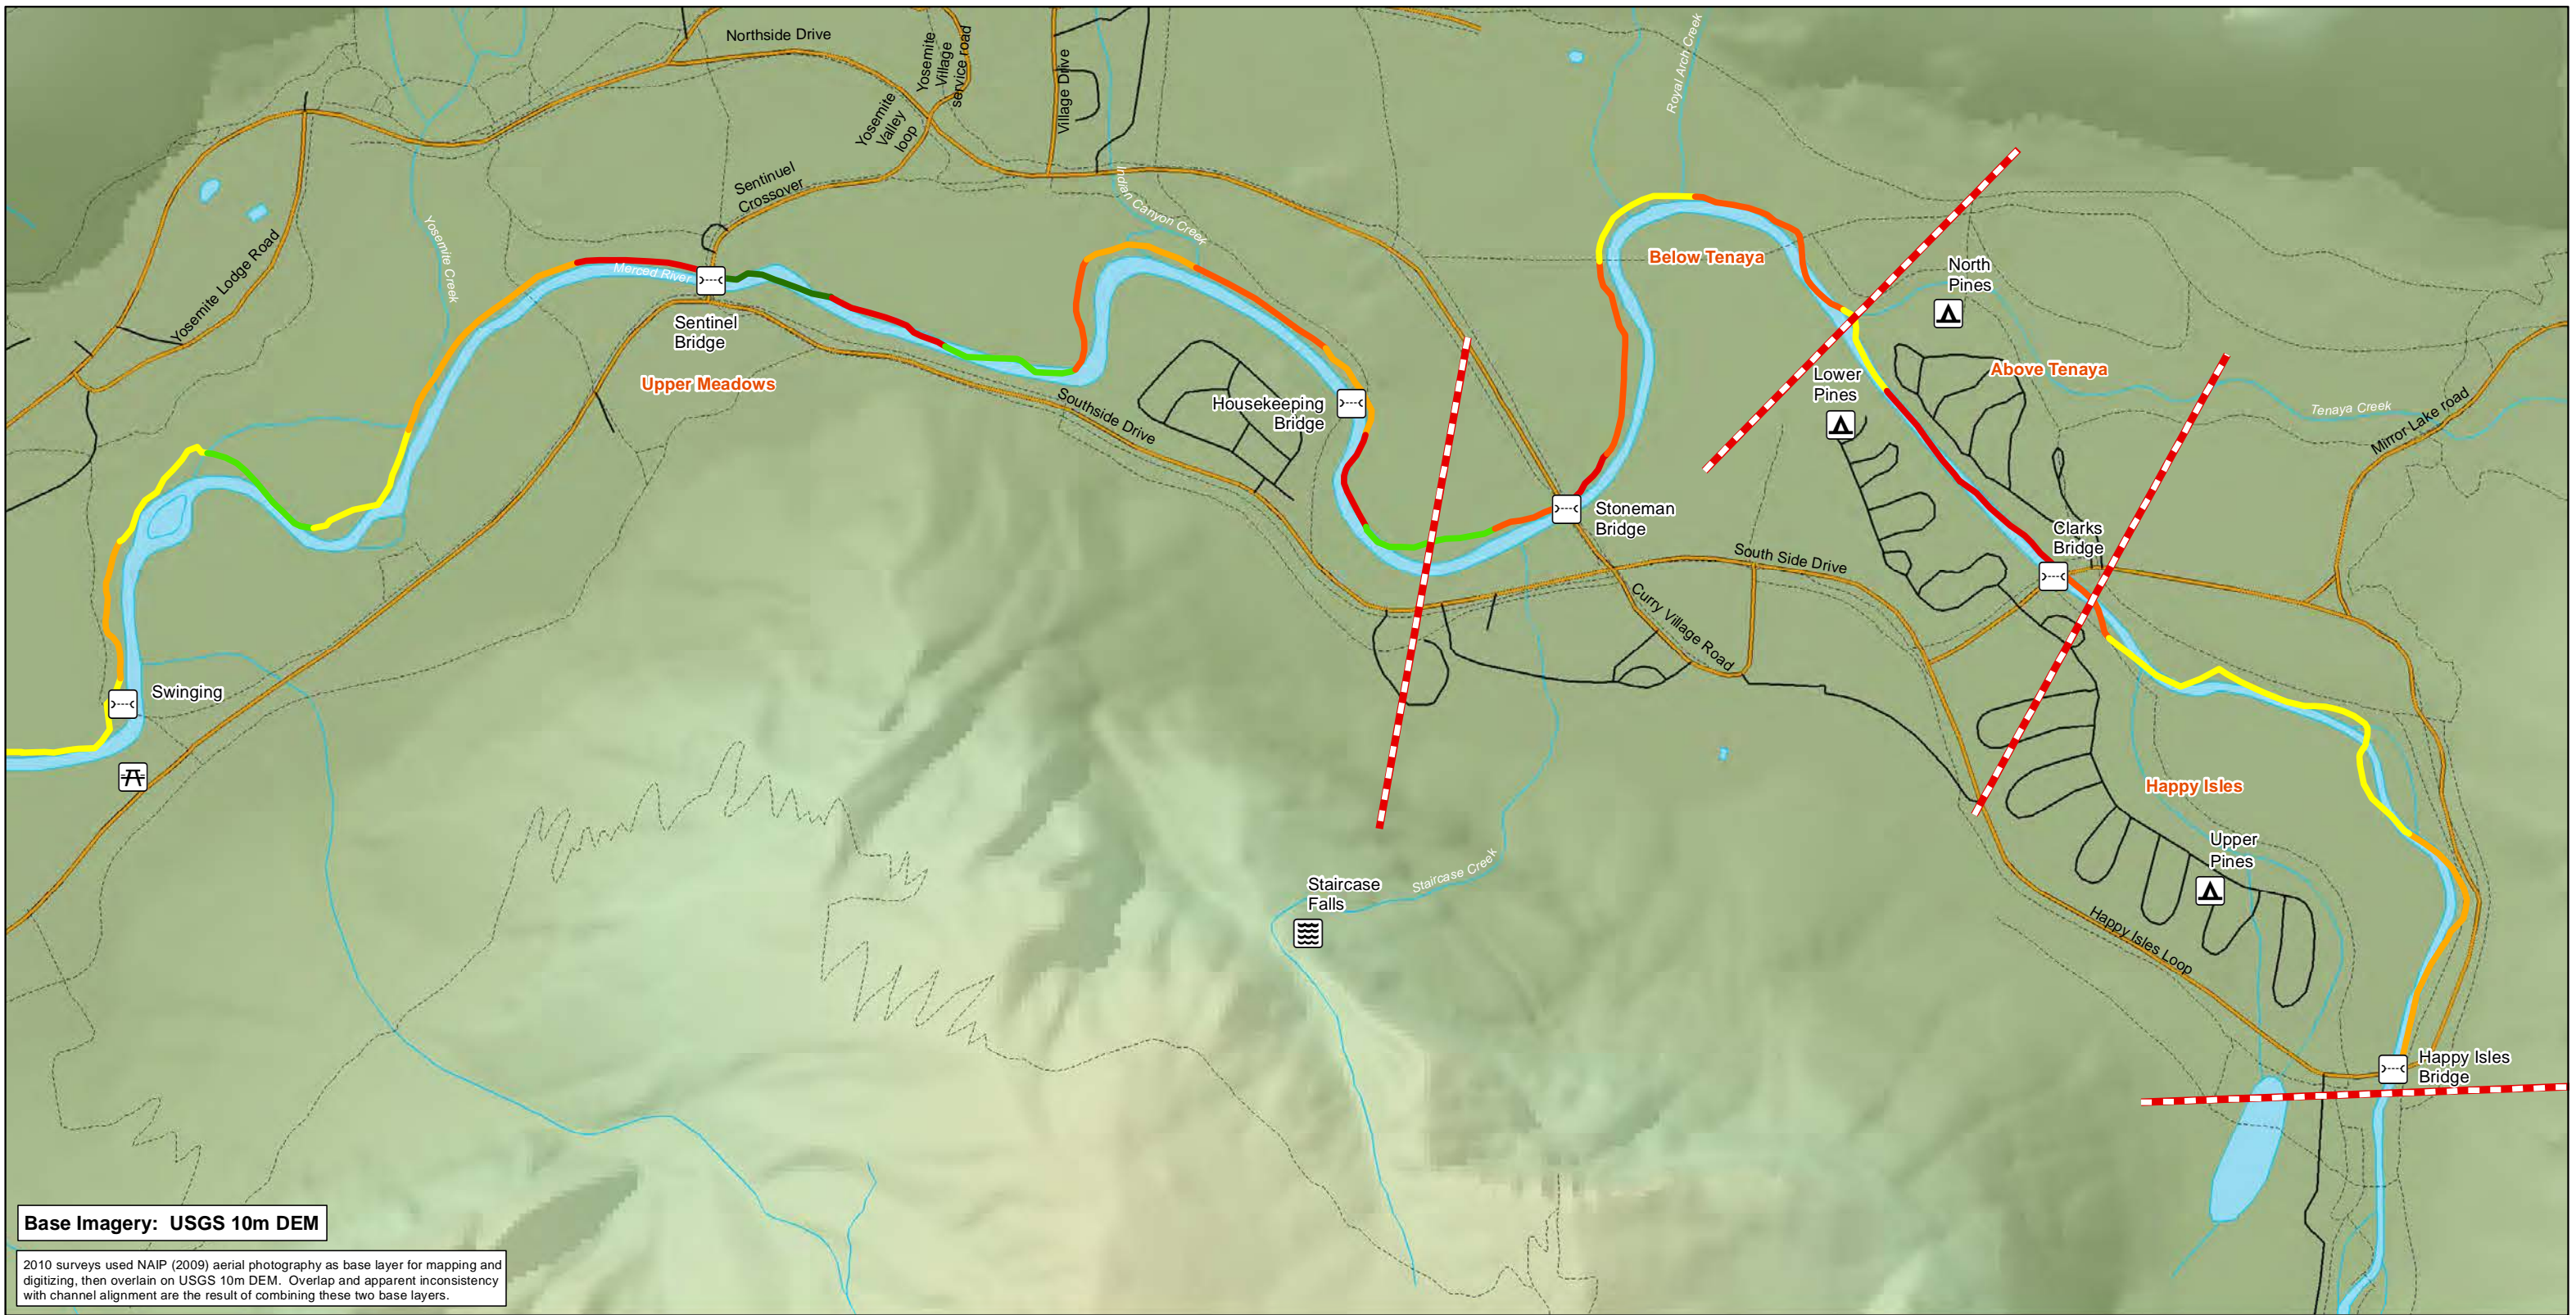 Northside Drive
Yosemite
Village
service road
Village Drive
Royal Arch Creek
Yosemite
Valley
loop
Sentinuel
Crossover
Indian Canyon Creek
Yosemite Creek
Yosemite Lodge Road
Merced River
Below Tenaya
North
Pines
Sentinel
Bridge
Upper Meadows
Above Tenaya
Lower
Pines
Housekeeping
Bridge
Southside Drive
Tenaya Creek
Mirror Lake road
Stoneman
Bridge
Clarks
Bridge
South Side Drive
Curry Village Road
Swinging
Happy Isles
Upper
Pines
Staircase
Falls
Staircase Creek
Happy Isles Loop
Happy Isles
Bridge
Base Imagery: USGS 10m DEM
2010 surveys used NAIP (2009) aerial photography as base layer for mapping and
digitizing, then overlain on USGS 10m DEM. Overlap and apparent inconsistency
with channel alignment are the result of combining these two base layers.